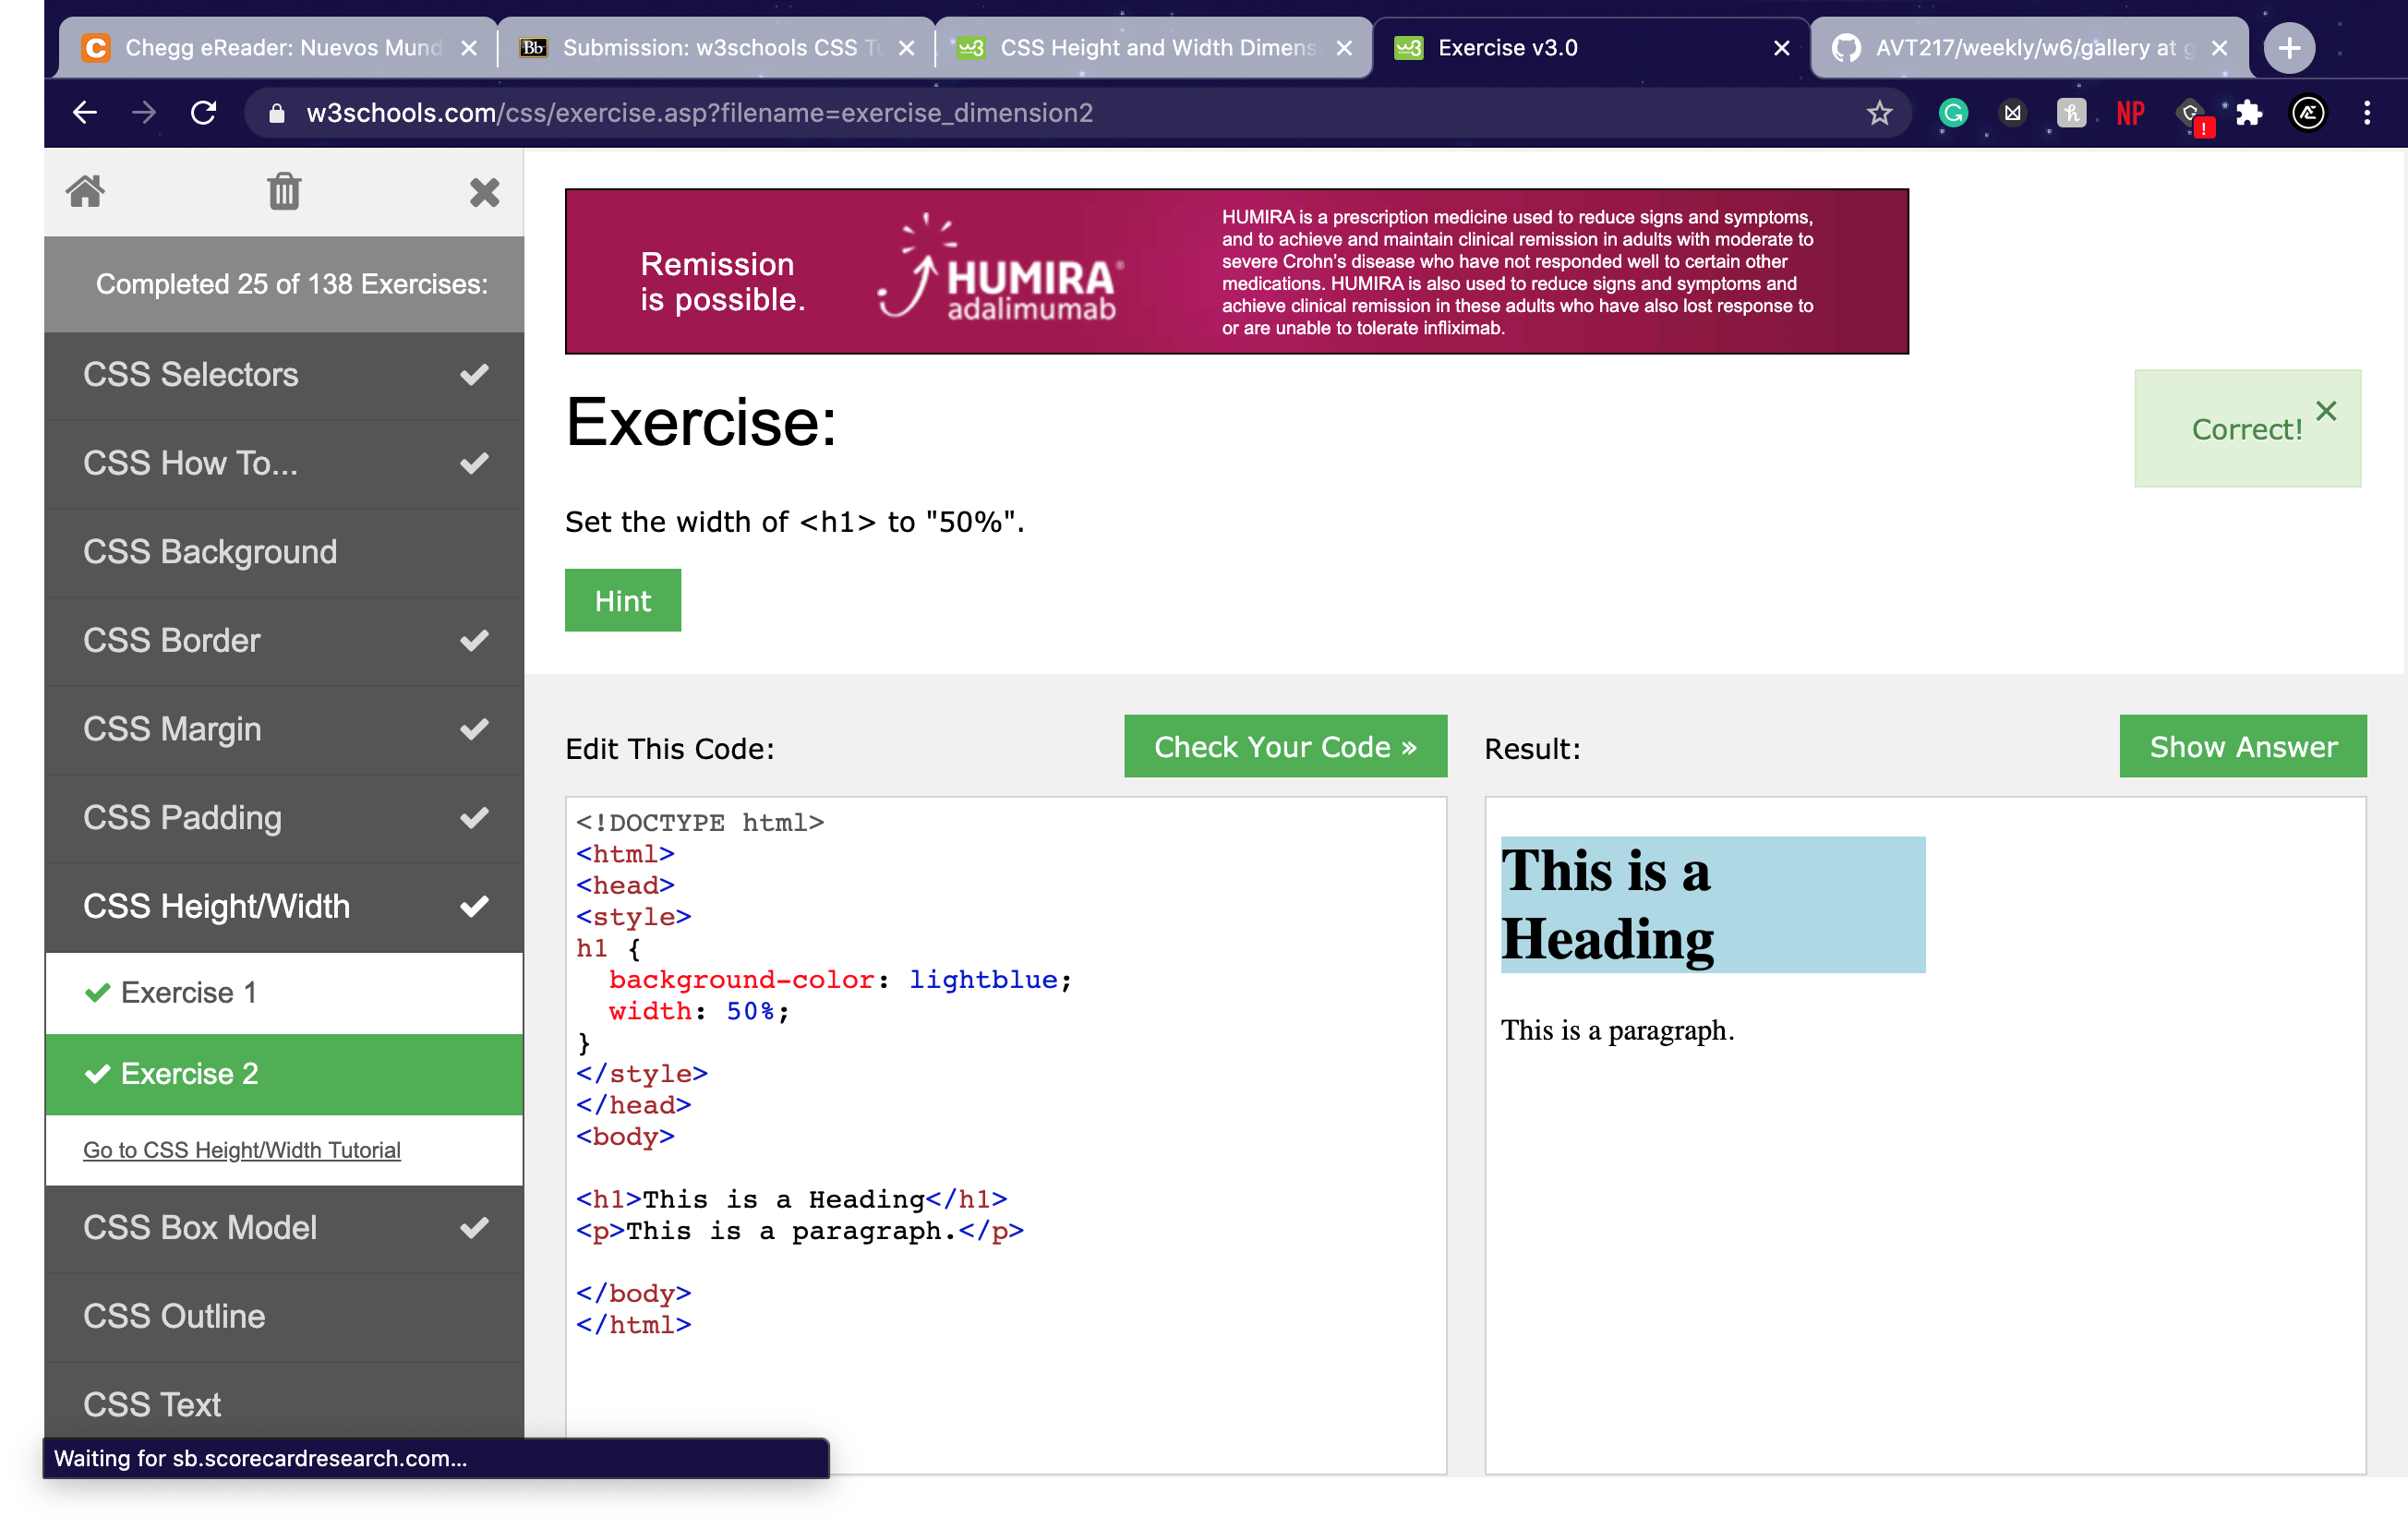 Chegg eReader: Nuevos Mund
Bb Submission: w3schools CSS T
CSS Height and Width Dimens
Exercise v3.0
AVT217/weekly/w6/gallery at g
w3schools.com/css/exercise.asp?filename=exercise_dimension2
NP
Completed 25 of 138 Exercises:
CSS Selectors
CSS How To...
CSS Background
CSS Border
CSS Margin
CSS Padding
CSS Height/Width
Exercise 1
Exercise 2
Go to CSS Height/Width Tutorial
CSS Box Model
CSS Outline
CSS Text
Waiting for sb.scorecardresearch.com...
Remission
is possible.
HUMIRA®
adalimumab
HUMIRA is a prescription medicine used to reduce signs and symptoms,
and to achieve and maintain clinical remission in adults with moderate to
severe Crohn's disease who have not responded well to certain other
medications. HUMIRA is also used to reduce signs and symptoms and
achieve clinical remission in these adults who have also lost response to
or are unable to tolerate infliximab.
Exercise:
Correct!
Set the width of <h1> to "50%".
Hint
Edit This Code:
Check Your Code »
<!DOCTYPE html>
<html>
<head>
<style>
h1 {
  background-color: lightblue;
  width: 50%;
}
</style>
</head>
<body>
<h1>This is a Heading</h1>
<p>This is a paragraph.</p>
</body>
</html>
Result:
Show Answer
This is a
Heading
This is a paragraph.